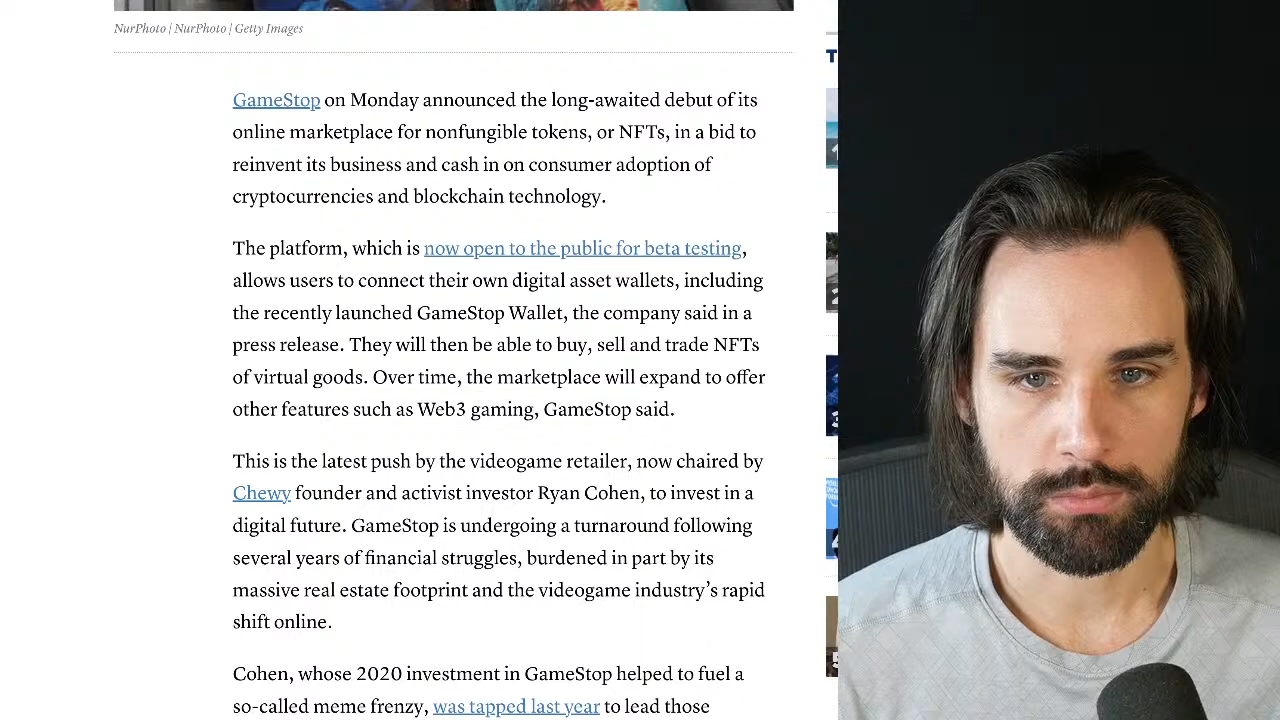 NurPhoto | NurPhoto | Getty Images
GameStop on Monday announced the long-awaited debut of its
online marketplace for nonfungible tokens, or NFTs, in a bid to
reinvent its business and cash in on consumer adoption of
cryptocurrencies and blockchain technology.
The platform, which is now open to the public for beta testing,
allows users to connect their own digital asset wallets, including
the recently launched GameStop Wallet, the company said in a
press release. They will then be able to buy, sell and trade NFTs
of virtual goods. Over time, the marketplace will expand to offer
other features such as Web3 gaming, GameStop said.
This is the latest push by the videogame retailer, now chaired by
Chewy founder and activist investor Ryan Cohen, to invest in a
digital future. GameStop is undergoing a turnaround following
several years of financial struggles, burdened in part by its
massive real estate footprint and the videogame industry’s rapid
shift online.
Cohen, whose 2020 investment in GameStop helped to fuel a
so-called meme frenzy, was tapped last year to lead those